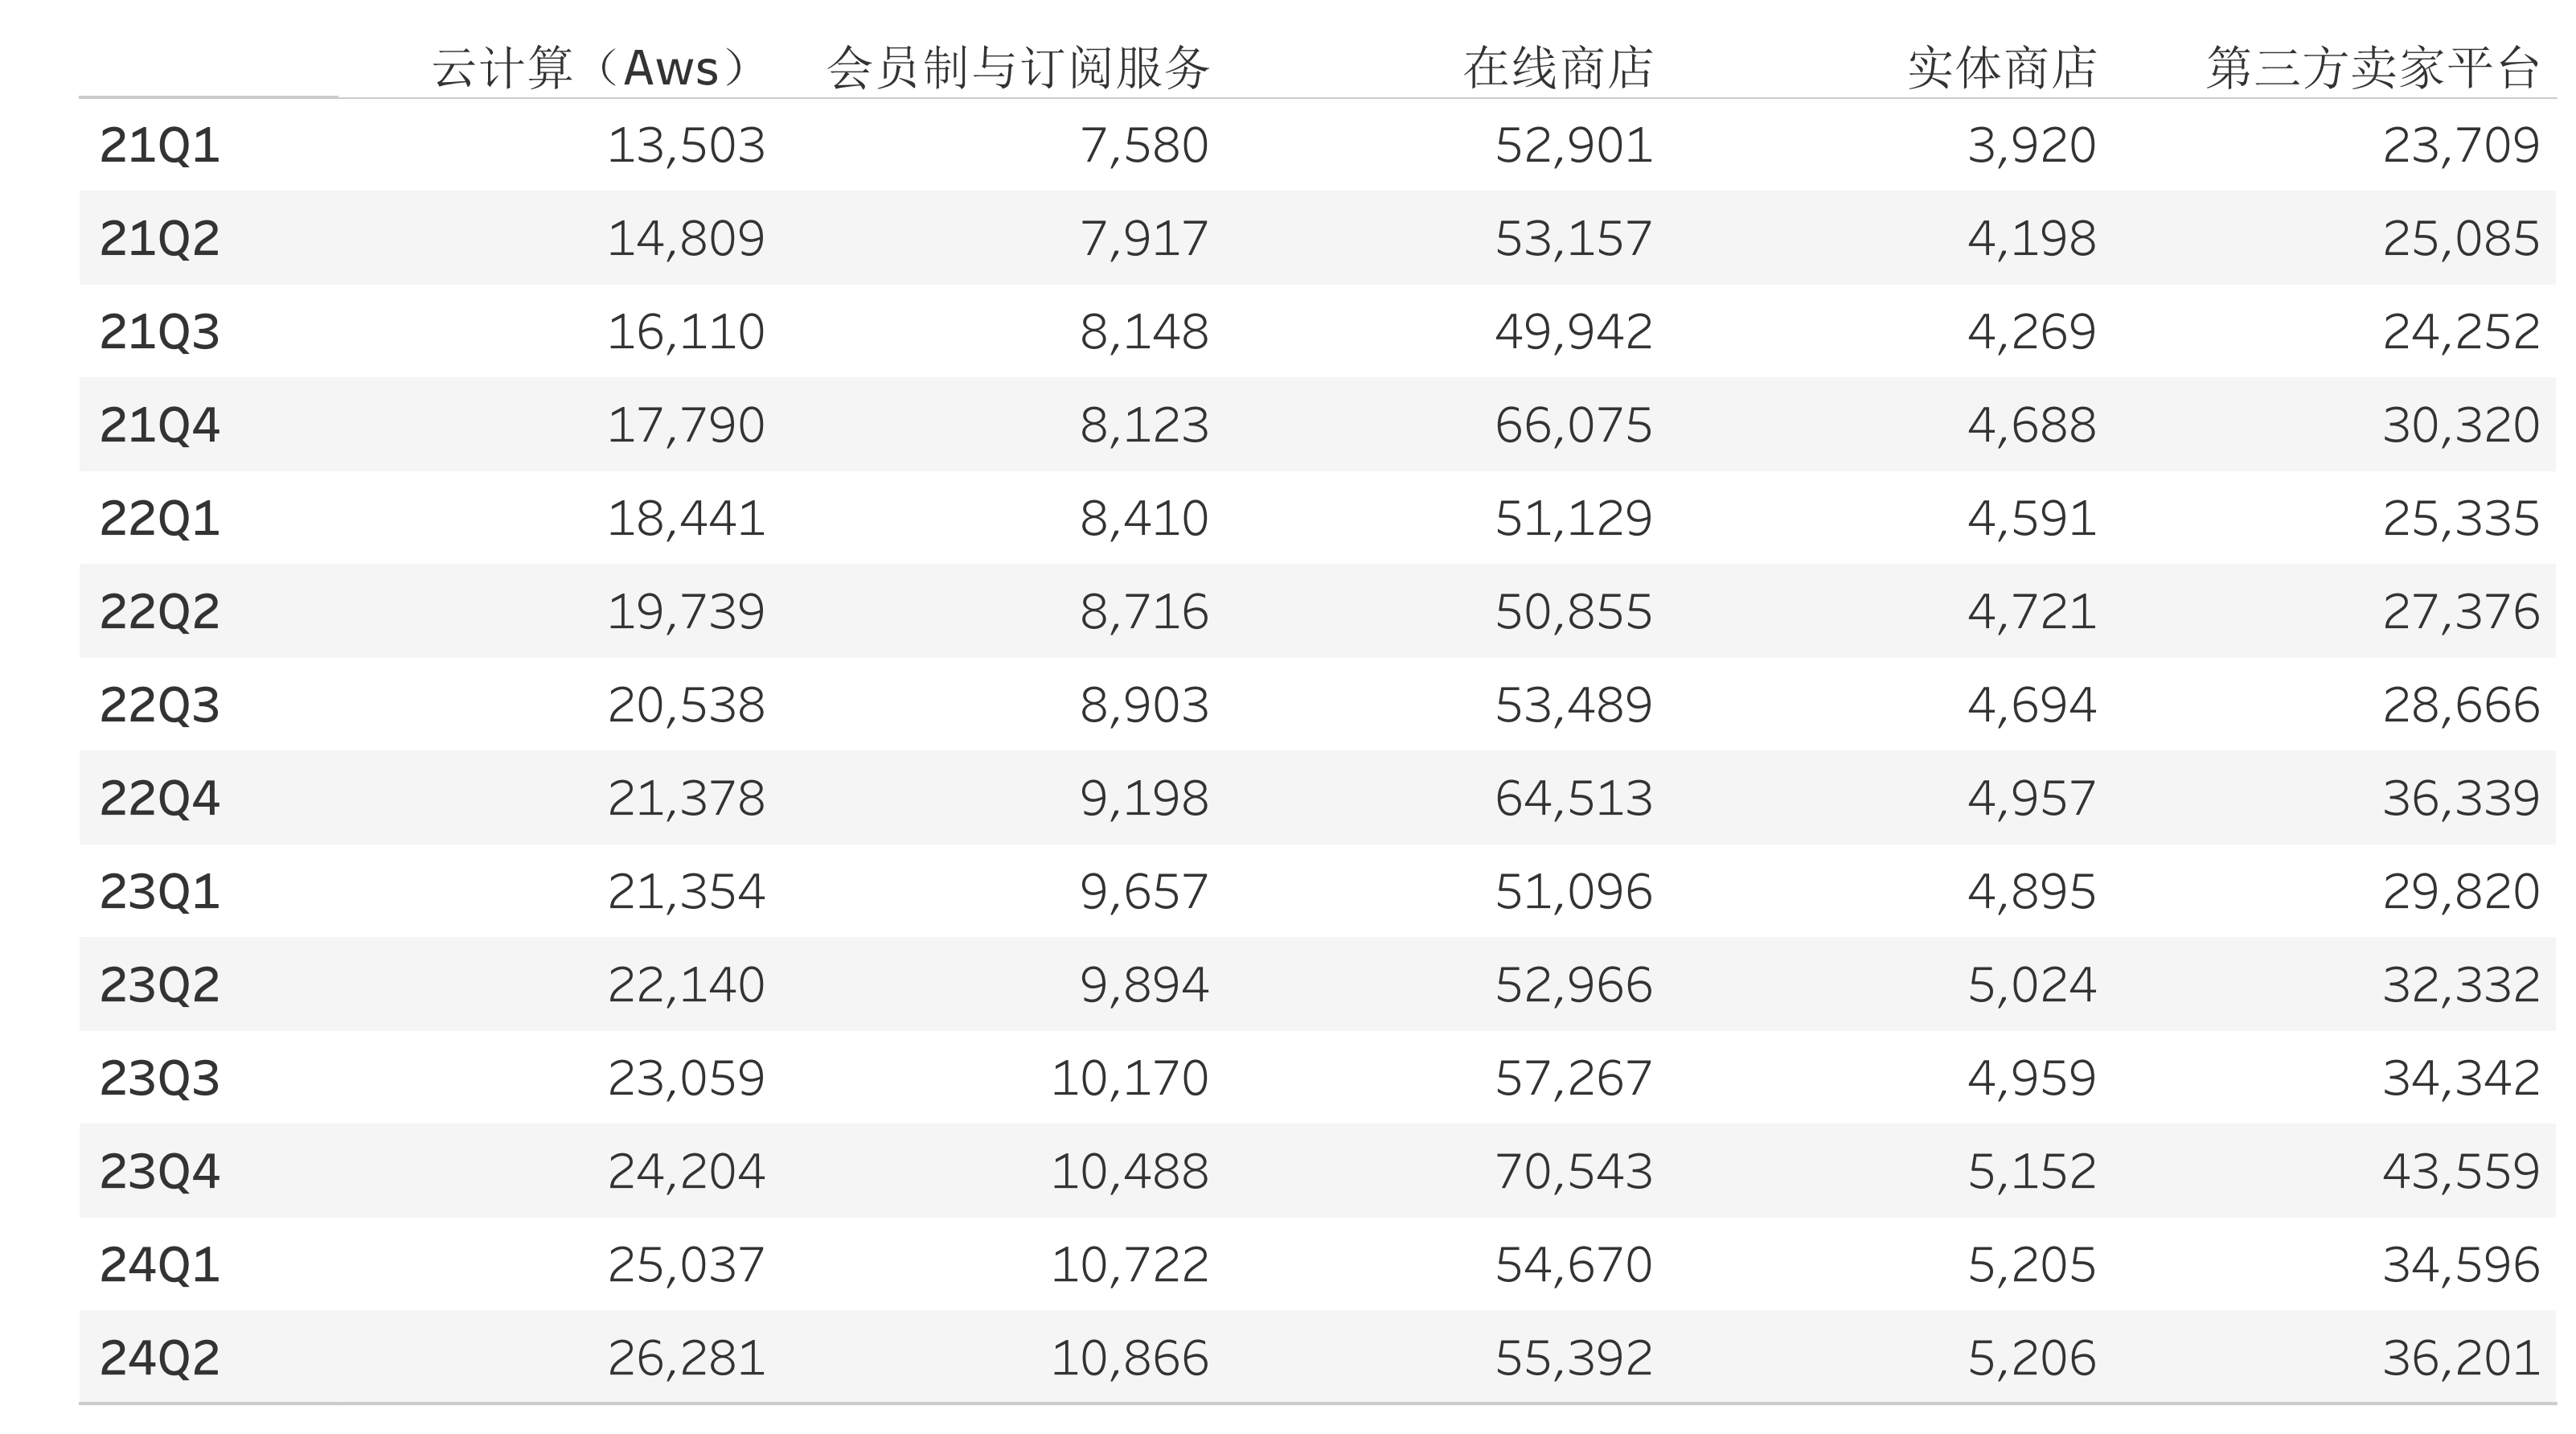 云计算（Aws） 会员制与订阅服务 在线商店 实体商店 第三方卖家平台
21Q1 13,503 7,580 52,901 3,920 23,709
21Q2 14,809 7,917 53,157 4,198 25,085
21Q3 16,110 8,148 49,942 4,269 24,252
21Q4 17,790 8,123 66,075 4,688 30,320
22Q1 18,441 8,410 51,129 4,591 25,335
22Q2 19,739 8,716 50,855 4,721 27,376
22Q3 20,538 8,903 53,489 4,694 28,666
22Q4 21,378 9,198 64,513 4,957 36,339
23Q1 21,354 9,657 51,096 4,895 29,820
23Q2 22,140 9,894 52,966 5,024 32,332
23Q3 23,059 10,170 57,267 4,959 34,342
23Q4 24,204 10,488 70,543 5,152 43,559
24Q1 25,037 10,722 54,670 5,205 34,596
24Q2 26,281 10,866 55,392 5,206 36,201